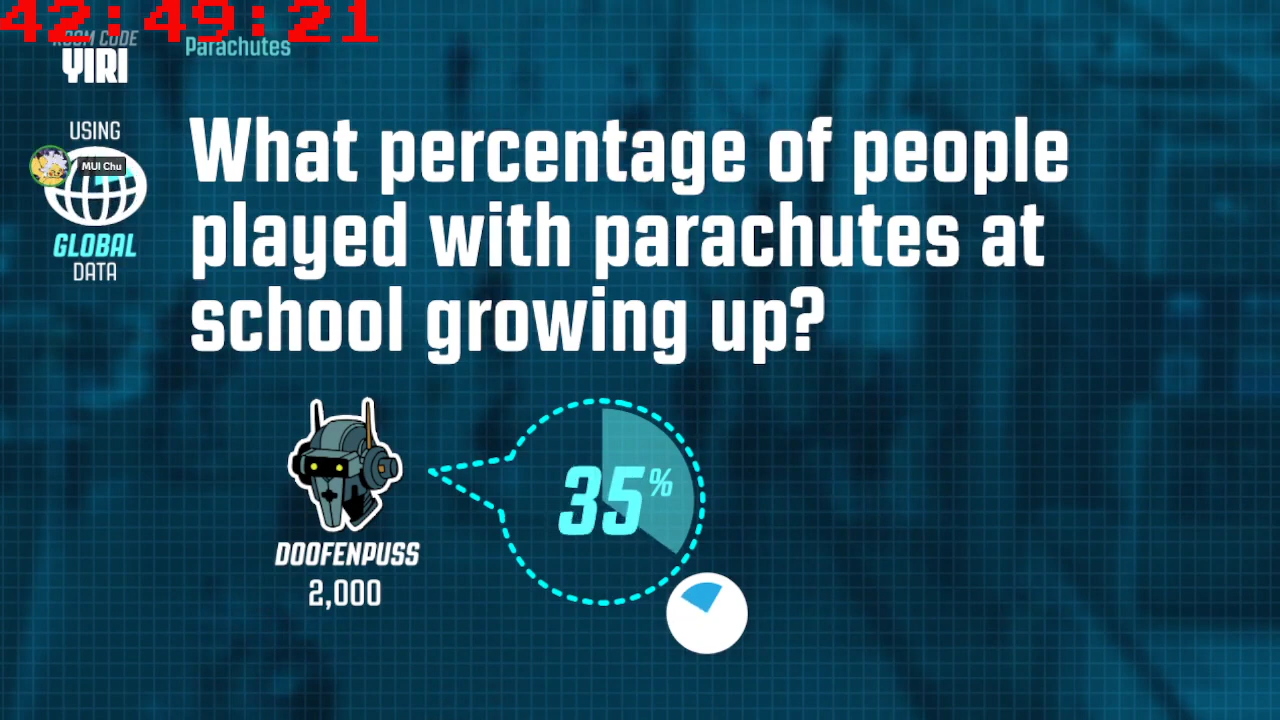 42:49:21
ROOM CODE
YIRI
Parachutes
USING
MUI Chu
GLOBAL
DATA
What percentage of people
played with parachutes at
school growing up?
35%
DOOFENPUSS
2,000